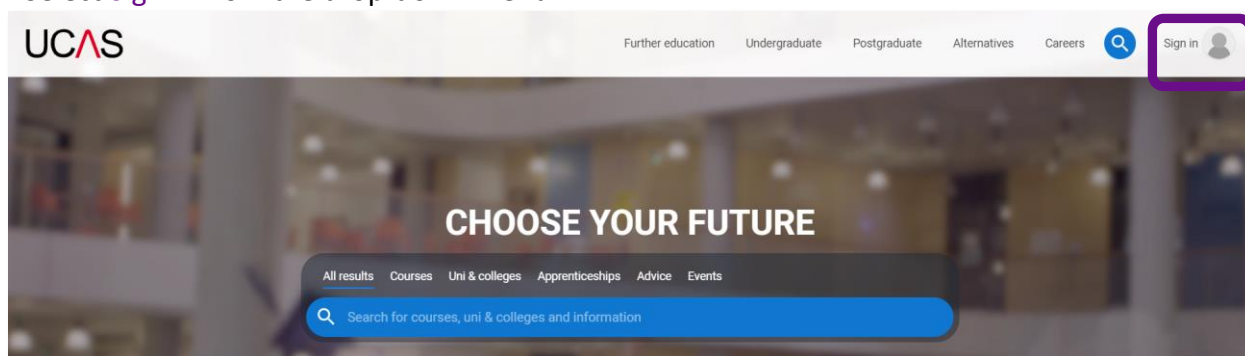 UCAS
Further education Undergraduate Postgraduate Alternatives Careers Sign in
CHOOSE YOUR FUTURE
All results Courses Uni & colleges Apprenticeships Advice Events
Search for courses, uni & colleges and information